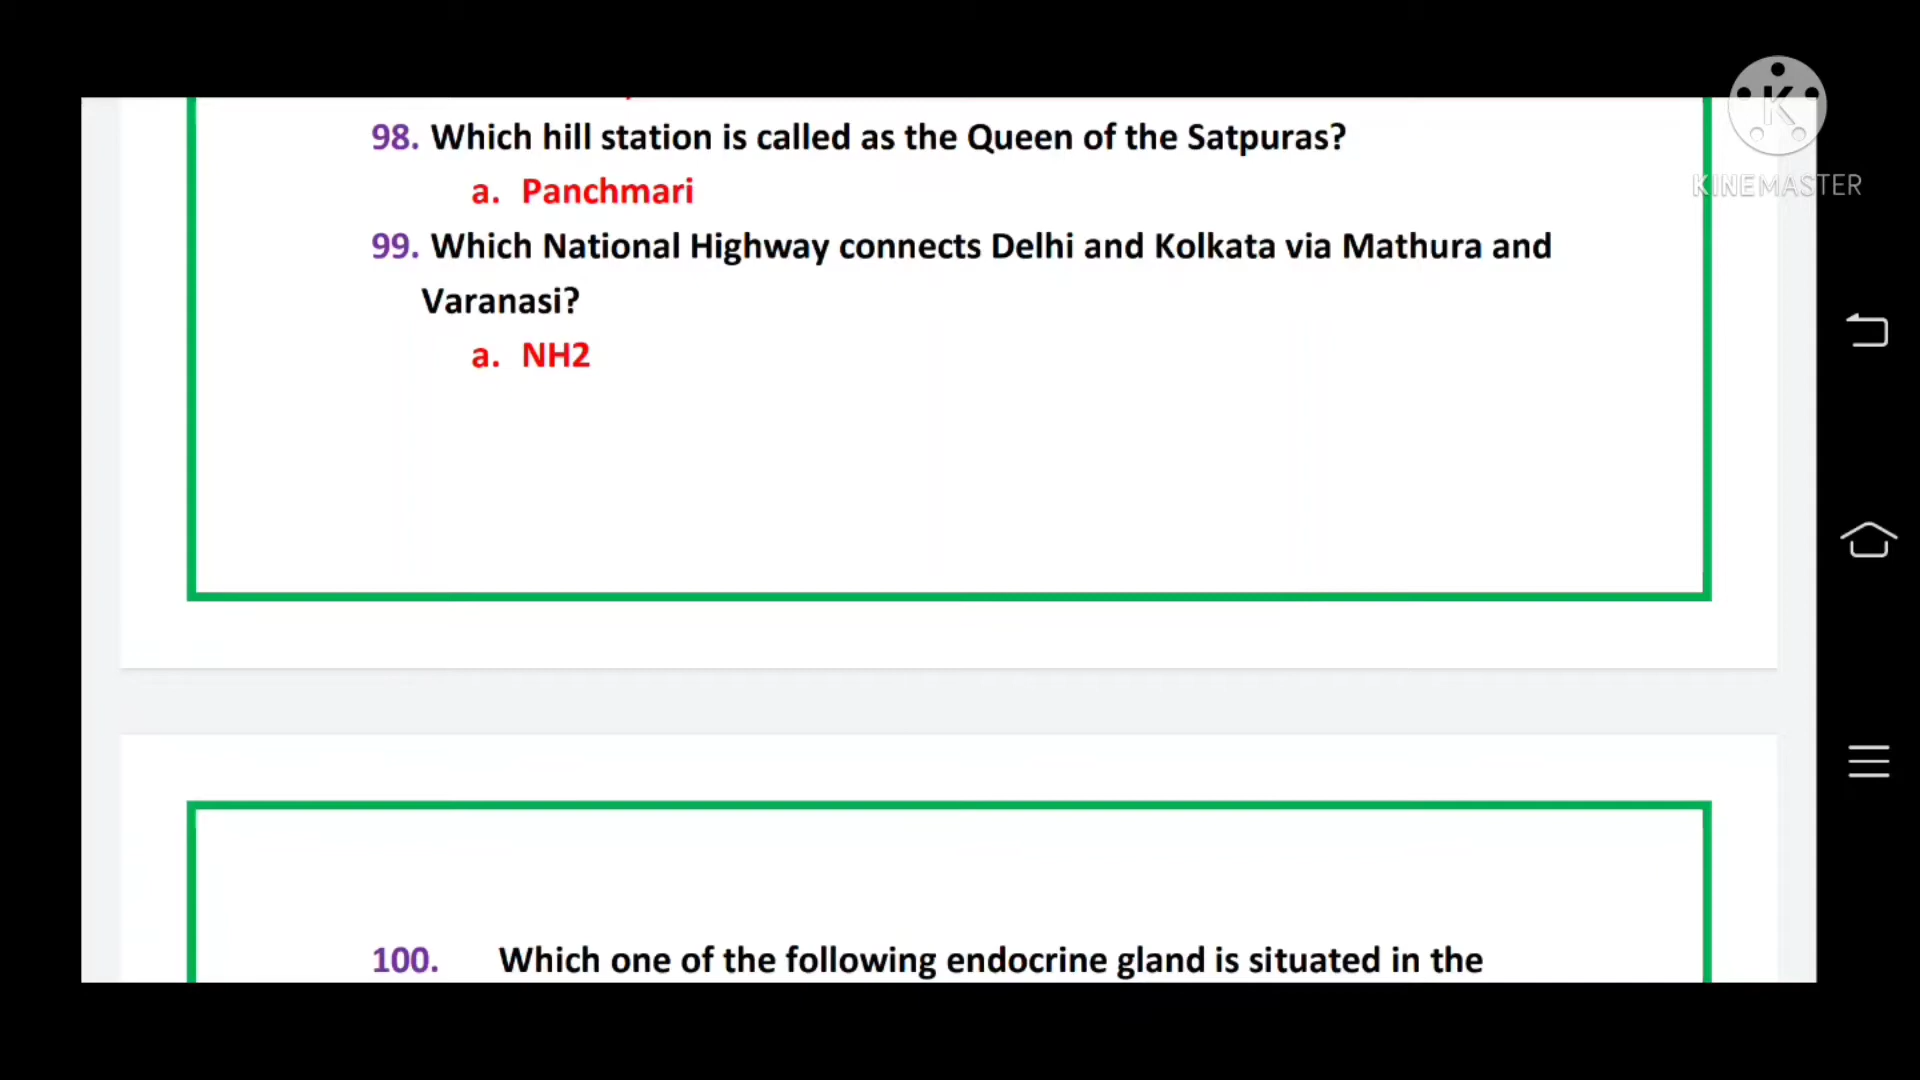 98. Which hill station is called as the Queen of the Satpuras?
a. Panchmari
99. Which National Highway connects Delhi and Kolkata via Mathura and
Varanasi?
a. NH2
100. Which one of the following endocrine gland is situated in the
K
KINEMASTER